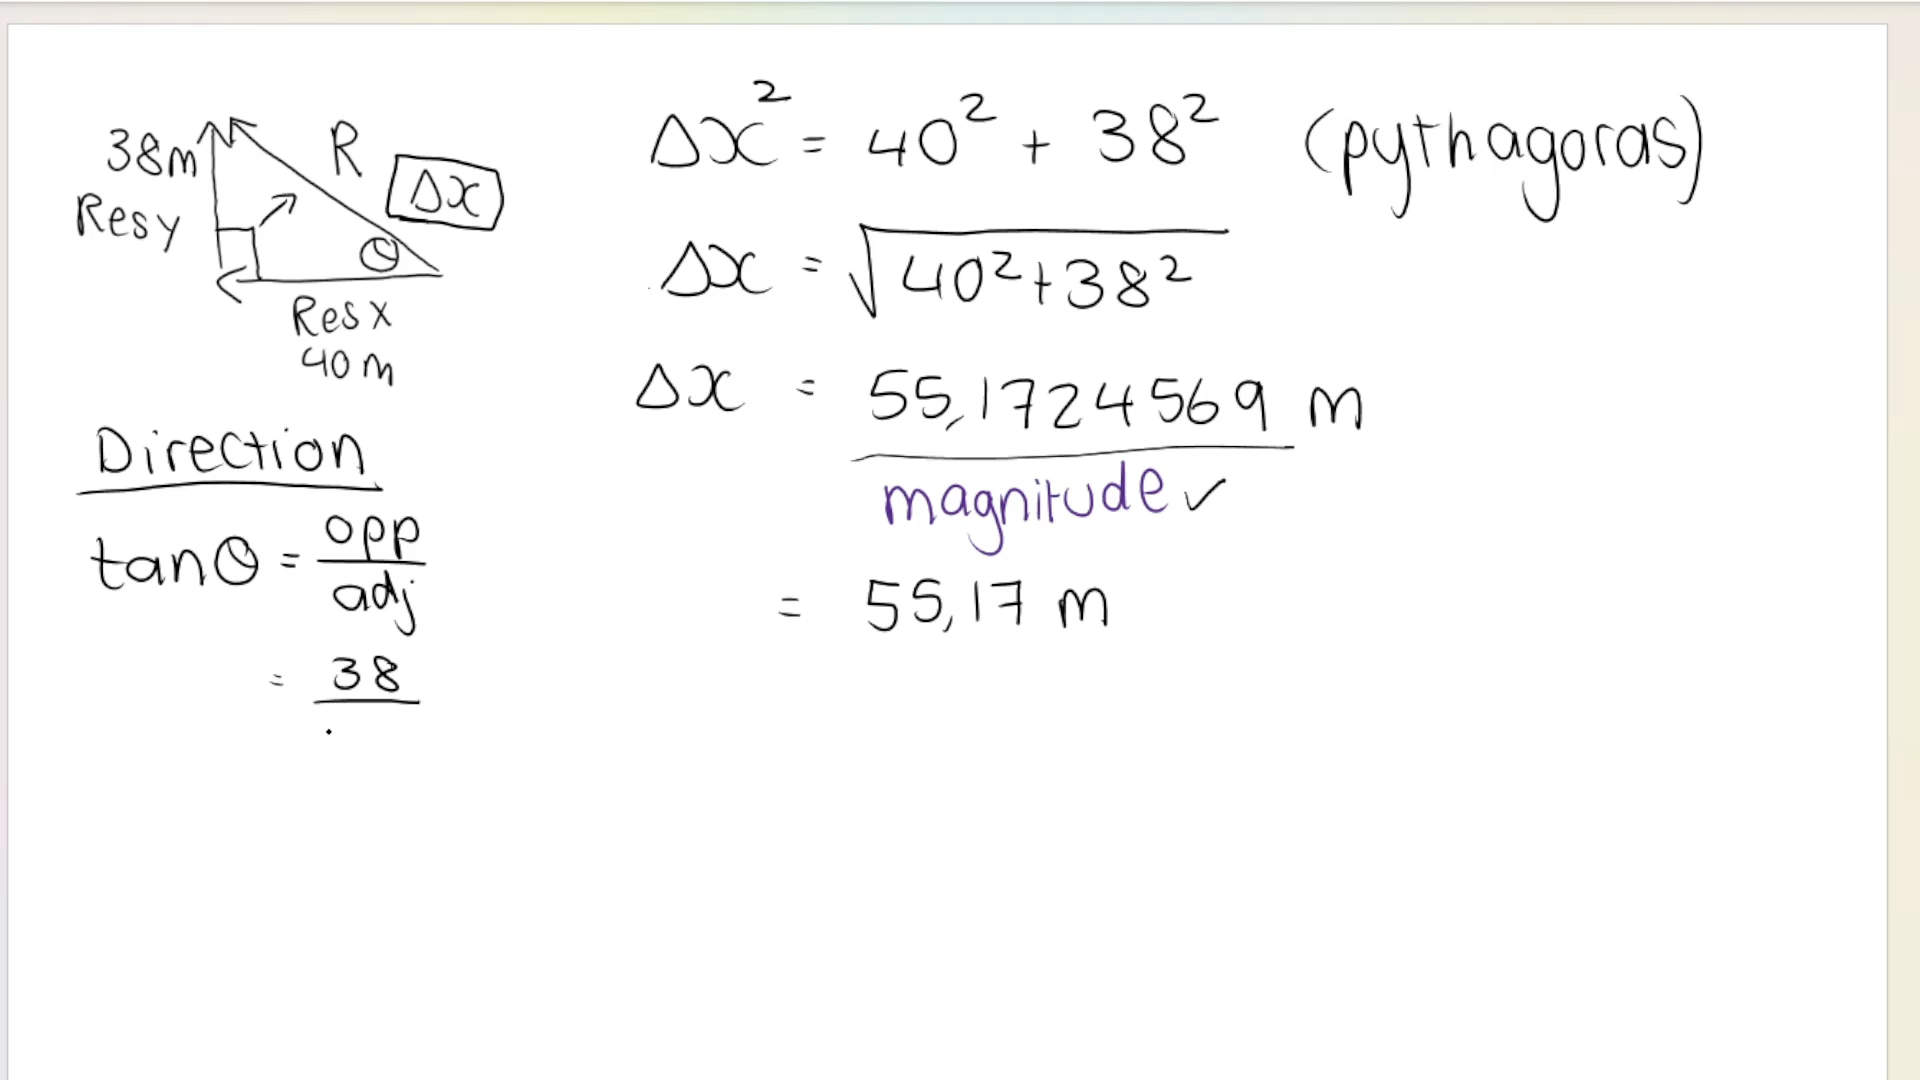 38m R
Δx
Res y
θ
Res x
40 m
Direction
tanθ = opp
adj
= 38
Δx² = 40² + 38² (pythagoras)
Δx = √40²+38²
Δx = 55,1724569 m
magnitude ✓
= 55,17 m